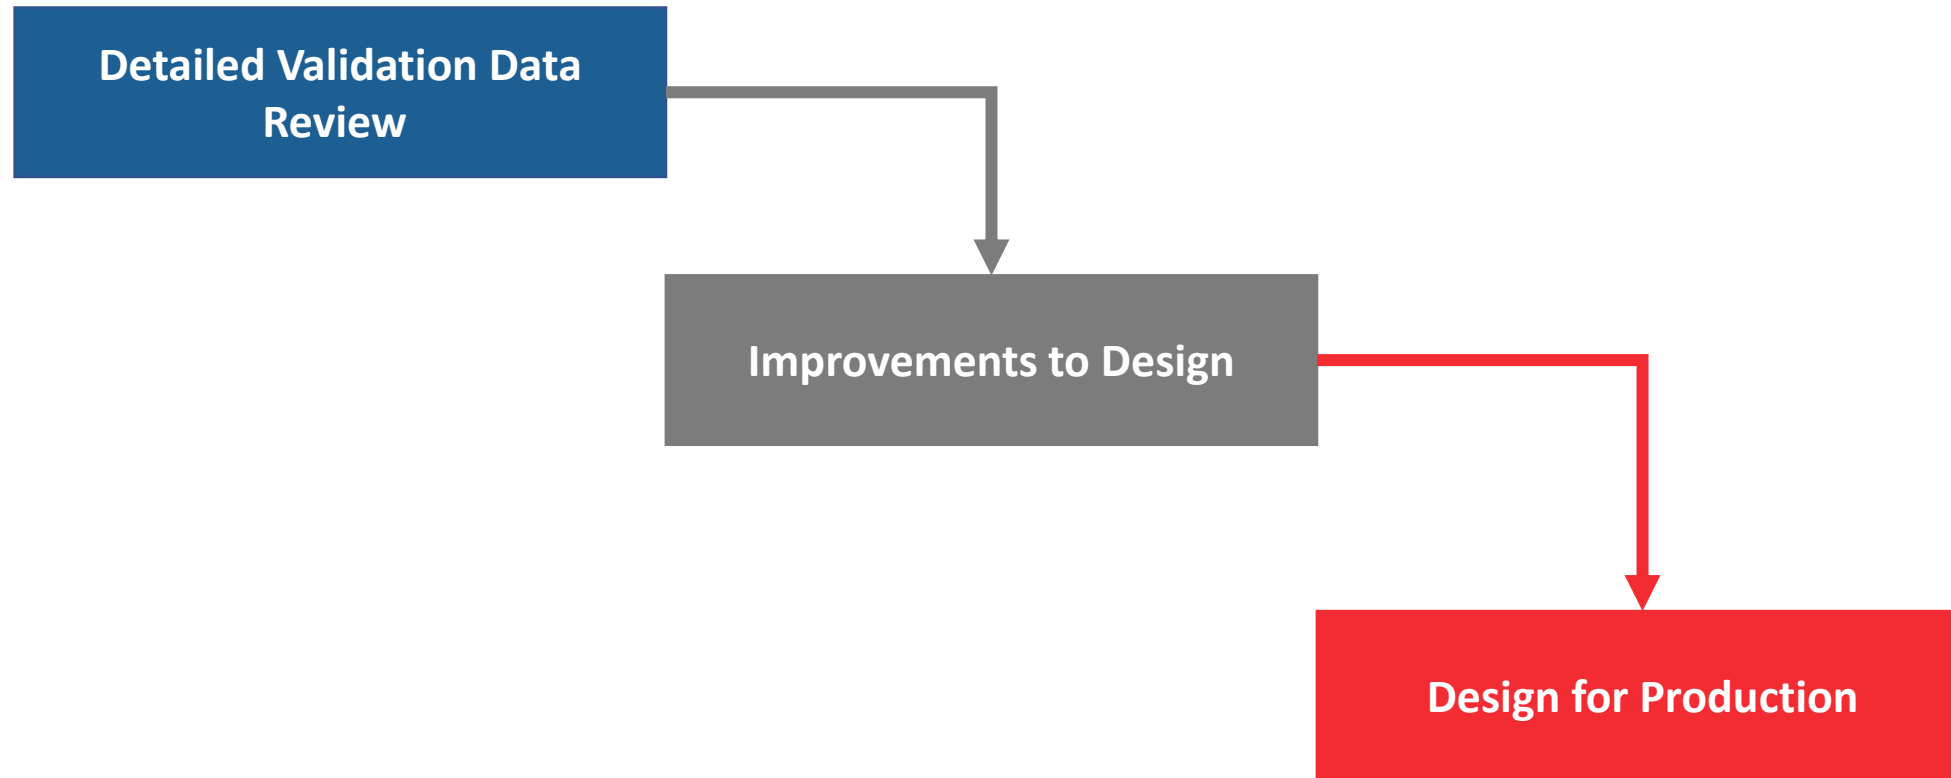 Detailed Validation Data
Review
Improvements to Design
Design for Production